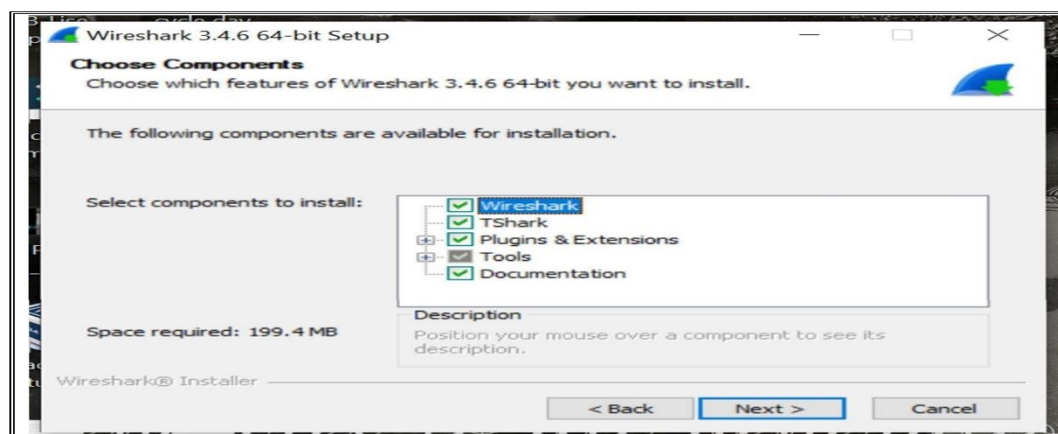 cycle day
Wireshark 3.4.6 64-bit Setup
Choose Components
Choose which features of Wireshark 3.4.6 64-bit you want to install.
The following components are available for installation.
Select components to install:
Wireshark
TShark
Plugins & Extensions
Tools
Documentation
Space required: 199.4 MB
Description
Position your mouse over a component to see its
description.
Wireshark® Installer
< Back
Next >
Cancel